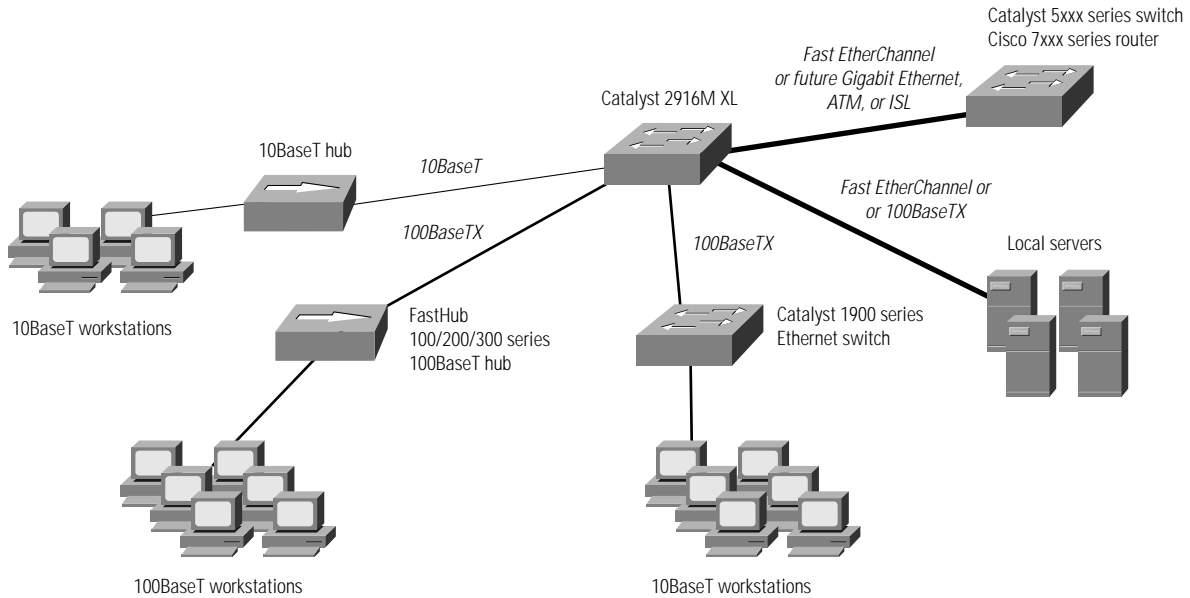 Catalyst 5xxx series switch
Cisco 7xxx series router
Fast EtherChannel
or future Gigabit Ethernet,
ATM, or ISL
Catalyst 2916M XL
10BaseT hub
10BaseT
Fast EtherChannel or
or 100BaseTX
100BaseTX
100BaseTX
Local servers
10BaseT workstations
FastHub
100/200/300 series
100BaseT hub
Catalyst 1900 series
Ethernet switch
100BaseT workstations
10BaseT workstations